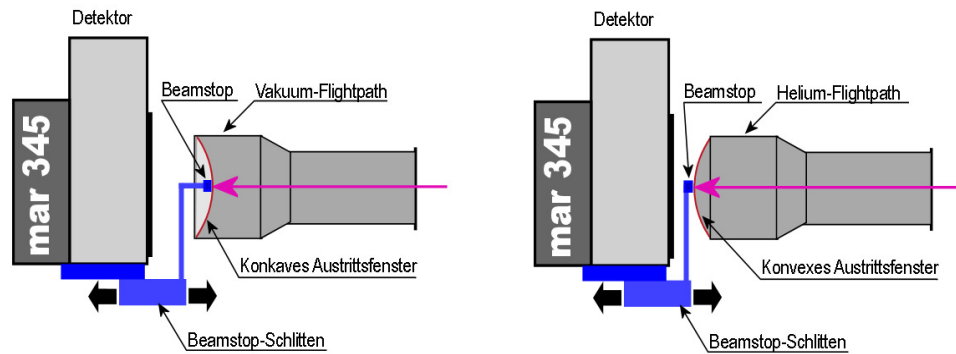 Detektor
Beamstop
Vakuum-Flightpath
mar 345
Konkaves Austrittsfenster
Beamstop-Schlitten
Detektor
Beamstop
Helium-Flightpath
mar 345
Konvexes Austrittsfenster
Beamstop-Schlitten